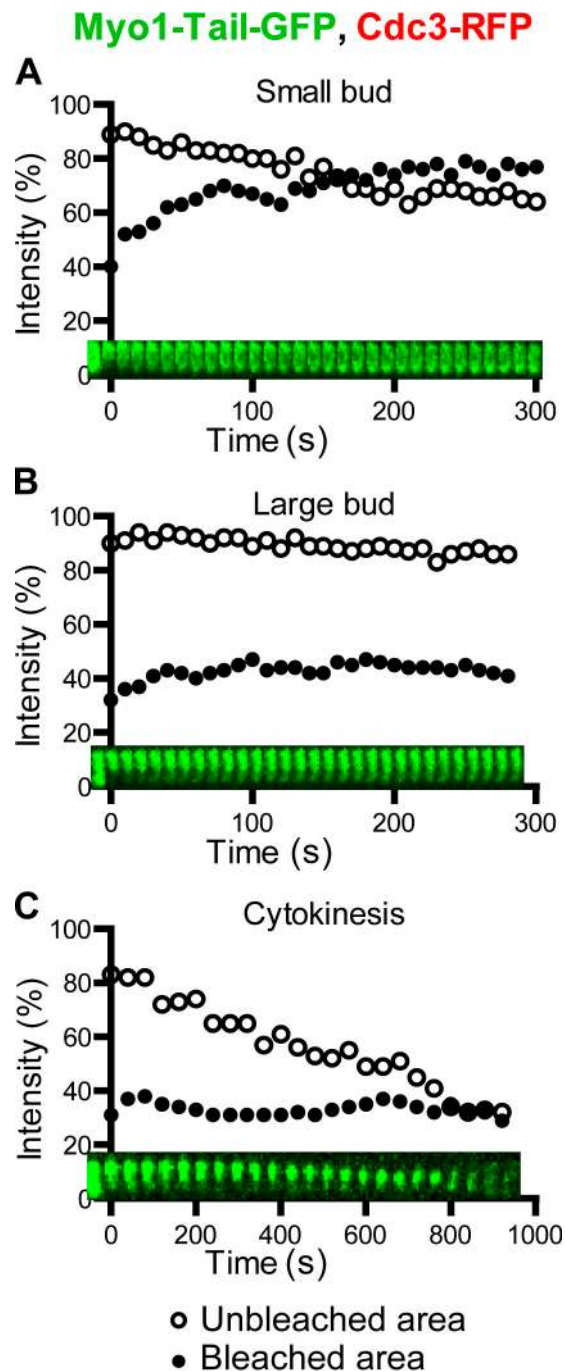 Myo1-Tail-GFP, Cdc3-RFP
A
Small bud
100
80
60
40
20
0
Intensity (%)
0 100 200 300
Time (s)
B
Large bud
100
80
60
40
20
0
Intensity (%)
0 100 200 300
Time (s)
C
Cytokinesis
100
80
60
40
20
0
Intensity (%)
0 200 400 600 800 1000
Time (s)
Unbleached area
Bleached area